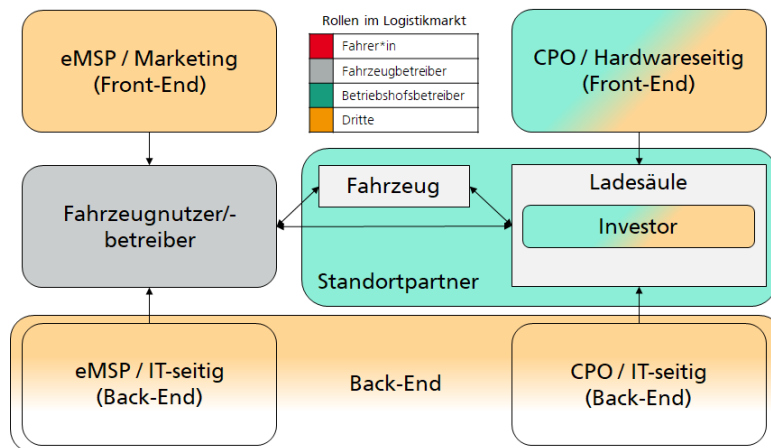 eMSP / Marketing
(Front-End)
Rollen im Logistikmarkt
Fahrer*in
Fahrzeugbetreiber
Betriebshofsbetreiber
Dritte
CPO / Hardwareseitig
(Front-End)
Fahrzeugnutzer/-
betreiber
Fahrzeug
Ladesäule
Investor
Standortpartner
eMSP / IT-seitig
(Back-End)
Back-End
CPO / IT-seitig
(Back-End)